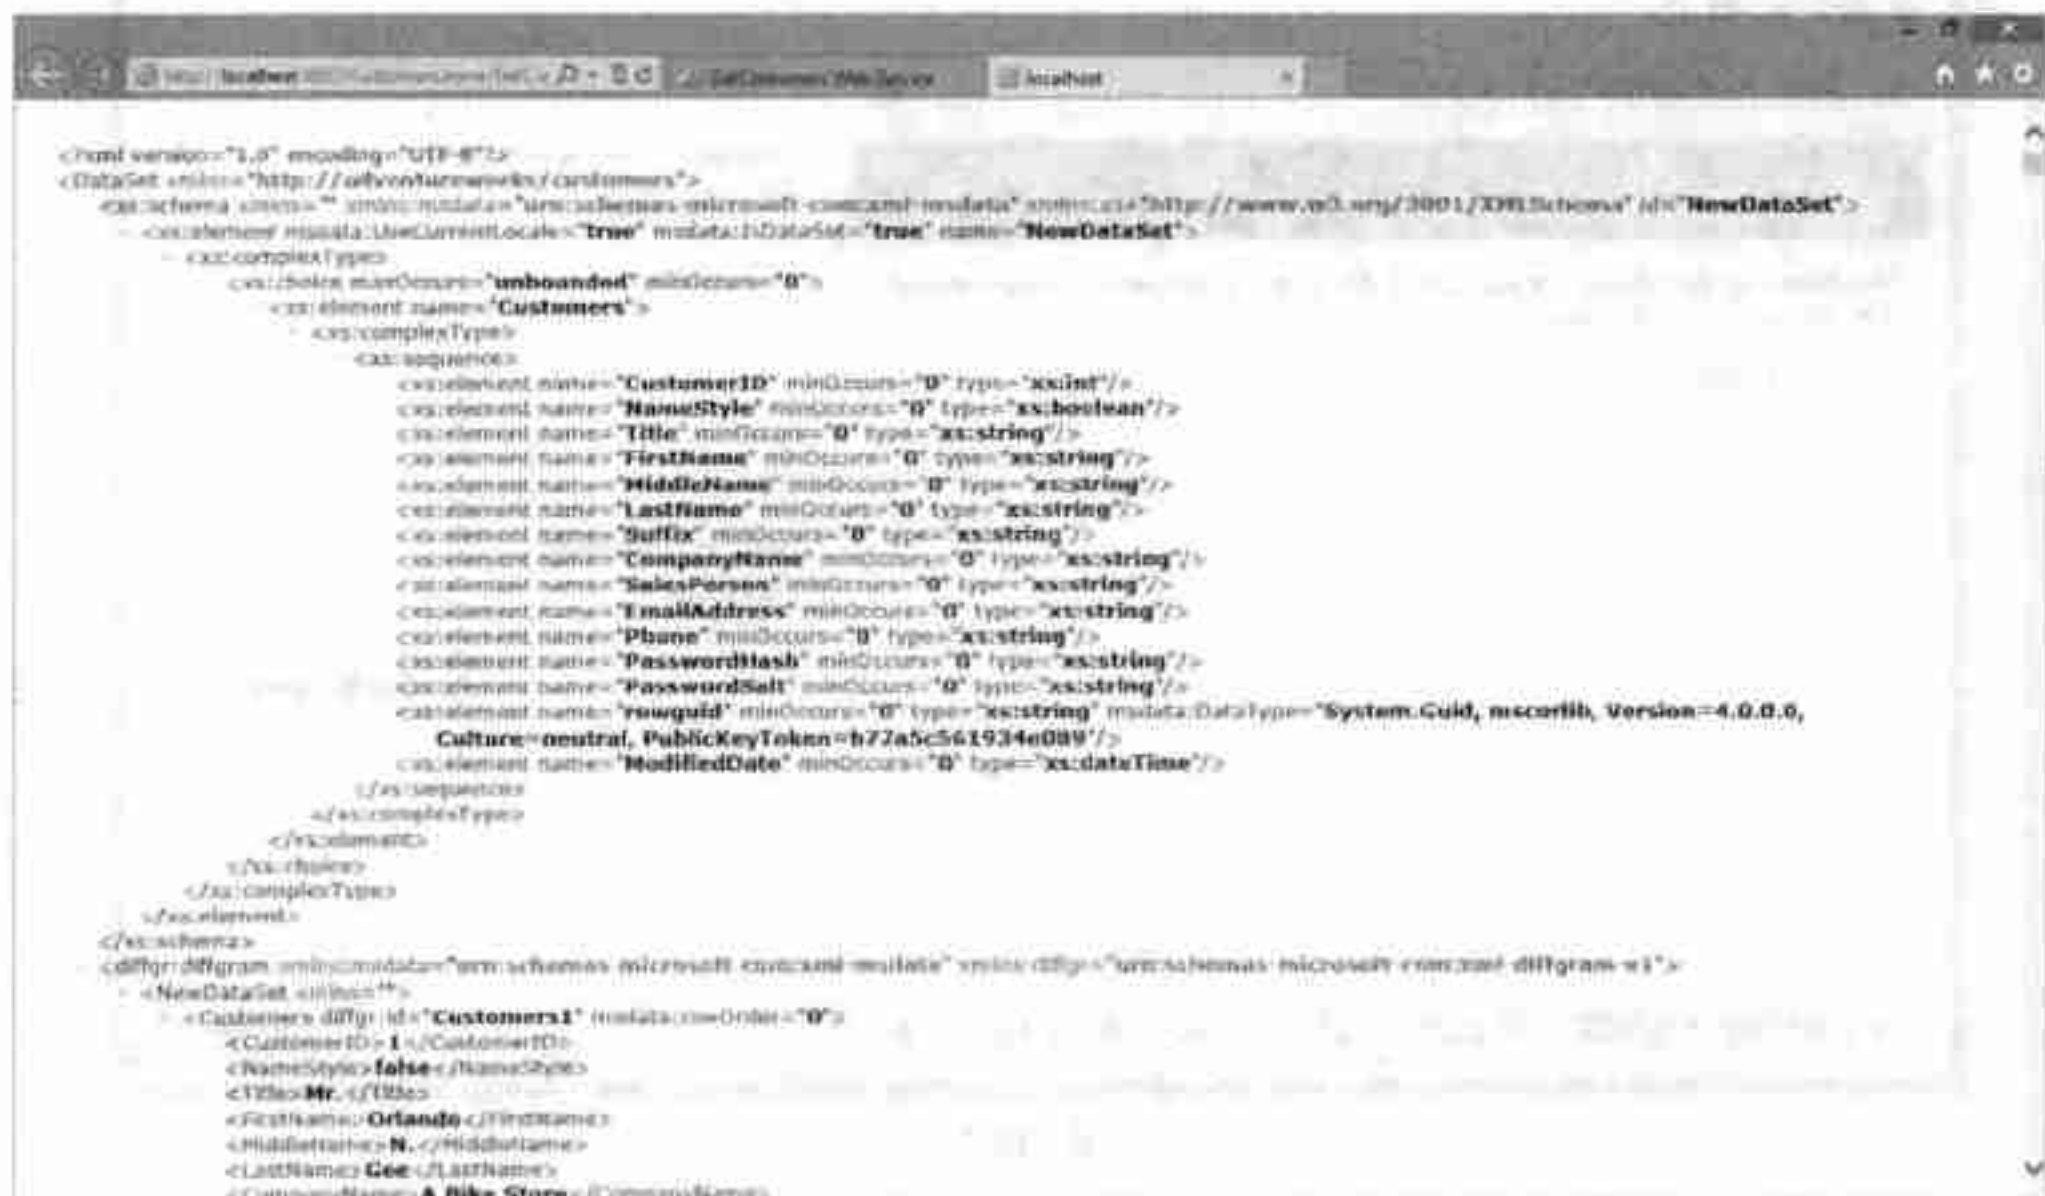 localhost
GetCustomers Web Service
localhost
<?xml version="1.0" encoding="UTF-8"?>
<DataSet xmlns="http://adventureworks/customers">
<xs:schema xmlns="" xmlns:msdata="urn:schemas-microsoft-com:xml-msdata" xmlns:xs="http://www.w3.org/2001/XMLSchema" id="NewDataSet">
- <xs:element msdata:UseCurrentLocale="true" msdata:IsDataSet="true" name="NewDataSet">
- <xs:complexType>
<xs:choice maxOccurs="unbounded" minOccurs="0">
- <xs:element name="Customers">
- <xs:complexType>
<xs:sequence>
<xs:element name="CustomerID" minOccurs="0" type="xs:int"/>
<xs:element name="NameStyle" minOccurs="0" type="xs:boolean"/>
<xs:element name="Title" minOccurs="0" type="xs:string"/>
<xs:element name="FirstName" minOccurs="0" type="xs:string"/>
<xs:element name="MiddleName" minOccurs="0" type="xs:string"/>
<xs:element name="LastName" minOccurs="0" type="xs:string"/>
<xs:element name="Suffix" minOccurs="0" type="xs:string"/>
<xs:element name="CompanyName" minOccurs="0" type="xs:string"/>
<xs:element name="SalesPerson" minOccurs="0" type="xs:string"/>
<xs:element name="EmailAddress" minOccurs="0" type="xs:string"/>
<xs:element name="Phone" minOccurs="0" type="xs:string"/>
<xs:element name="PasswordHash" minOccurs="0" type="xs:string"/>
<xs:element name="PasswordSalt" minOccurs="0" type="xs:string"/>
<xs:element name="rowguid" minOccurs="0" type="xs:string" msdata:DataType="System.Guid, mscorlib, Version=4.0.0.0,
Culture=neutral, PublicKeyToken=b77a5c561934e089"/>
<xs:element name="ModifiedDate" minOccurs="0" type="xs:dateTime"/>
</xs:sequence>
</xs:complexType>
</xs:element>
</xs:choice>
</xs:complexType>
</xs:element>
</xs:schema>
<diffgr:diffgram xmlns:msdata="urn:schemas-microsoft-com:xml-msdata" xmlns:diffgr="urn:schemas-microsoft-com:xml-diffgram-v1">
- <NewDataSet xmlns="">
- <Customers diffgr:id="Customers1" msdata:rowOrder="0">
<CustomerID>1</CustomerID>
<NameStyle>false</NameStyle>
<Title>Mr.</Title>
<FirstName>Orlando</FirstName>
<MiddleName>N.</MiddleName>
<LastName>Gee</LastName>
<CompanyName>A Bike Store</CompanyName>